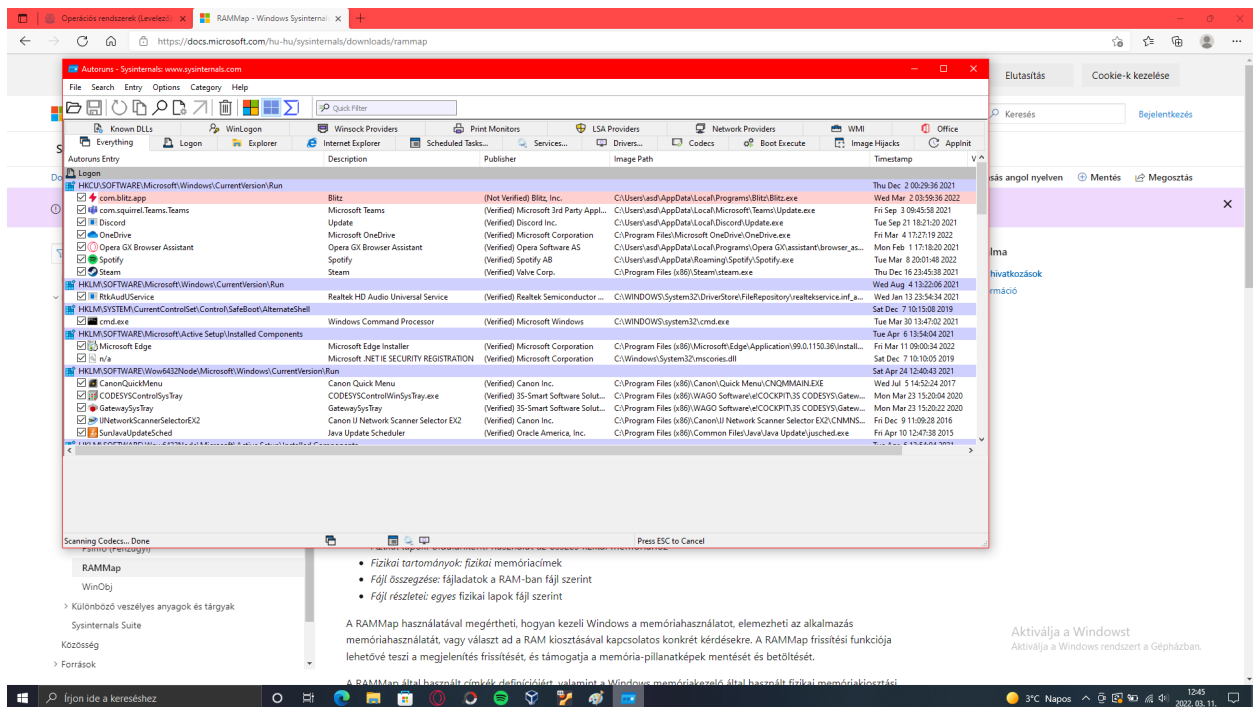 Operációs rendszerek (Levelező)
RAMMap - Windows Sysinternals
https://docs.microsoft.com/hu-hu/sysinternals/downloads/rammap
Elutasítás
Cookie-k kezelése
Keresés
Bejelentkezés
ás angol nyelven
Mentés
Megosztás
lma
hivatkozások
rmáció
Autoruns - Sysinternals: www.sysinternals.com
File Search Entry Options Category Help
Quick Filter
Known DLLs WinLogon Winsock Providers Print Monitors LSA Providers Network Providers WMI Office
Everything Logon Explorer Internet Explorer Scheduled Tasks... Services... Drivers... Codecs Boot Execute Image Hijacks AppInit
Autoruns Entry Description Publisher Image Path Timestamp V
Logon
HKCU\SOFTWARE\Microsoft\Windows\CurrentVersion\Run Thu Dec 2 00:29:36 2021
com.blitz.app Blitz (Not Verified) Blitz, Inc. C:\Users\asd\AppData\Local\Programs\Blitz\Blitz.exe Wed Mar 2 03:59:36 2022
com.squirrel.Teams.Teams Microsoft Teams (Verified) Microsoft 3rd Party Appl... C:\Users\asd\AppData\Local\Microsoft\Teams\Update.exe Fri Sep 3 09:45:58 2021
Discord Update (Verified) Discord Inc. C:\Users\asd\AppData\Local\Discord\Update.exe Tue Sep 21 18:21:20 2021
OneDrive Microsoft OneDrive (Verified) Microsoft Corporation C:\Program Files\Microsoft OneDrive\OneDrive.exe Fri Mar 4 17:27:19 2022
Opera GX Browser Assistant Opera GX Browser Assistant (Verified) Opera Software AS C:\Users\asd\AppData\Local\Programs\Opera GX\assistant\browser_as... Mon Feb 1 17:18:20 2021
Spotify Spotify (Verified) Spotify AB C:\Users\asd\AppData\Roaming\Spotify\Spotify.exe Tue Mar 8 20:01:48 2022
Steam Steam (Verified) Valve Corp. C:\Program Files (x86)\Steam\steam.exe Thu Dec 16 23:45:38 2021
HKLM\SOFTWARE\Microsoft\Windows\CurrentVersion\Run Wed Aug 4 13:22:06 2021
RtkAudUService Realtek HD Audio Universal Service (Verified) Realtek Semiconductor ... C:\WINDOWS\System32\DriverStore\FileRepository\realtekservice.inf_a... Wed Jan 13 23:54:34 2021
HKLM\SYSTEM\CurrentControlSet\Control\SafeBoot\AlternateShell Sat Dec 7 10:15:08 2019
cmd.exe Windows Command Processor (Verified) Microsoft Windows C:\WINDOWS\system32\cmd.exe Tue Mar 30 13:47:02 2021
HKLM\SOFTWARE\Microsoft\Active Setup\Installed Components Tue Apr 6 13:54:04 2021
Microsoft Edge Microsoft Edge Installer (Verified) Microsoft Corporation C:\Program Files (x86)\Microsoft\Edge\Application\99.0.1150.36\Install... Fri Mar 11 09:00:34 2022
n/a Microsoft .NET IE SECURITY REGISTRATION (Verified) Microsoft Corporation C:\Windows\System32\mscories.dll Sat Dec 7 10:10:05 2019
HKLM\SOFTWARE\Wow6432Node\Microsoft\Windows\CurrentVersion\Run Sat Apr 24 12:40:43 2021
CanonQuickMenu Canon Quick Menu (Verified) Canon Inc. C:\Program Files (x86)\Canon\Quick Menu\CNQMMAIN.EXE Wed Jul 5 14:52:24 2017
CODESYSControlSysTray CODESYSControlWinSysTray.exe (Verified) 3S-Smart Software Solut... C:\Program Files (x86)\WAGO Software\e!COCKPIT\3S CODESYS\Gatew... Mon Mar 23 15:20:04 2020
GatewaySysTray GatewaySysTray (Verified) 3S-Smart Software Solut... C:\Program Files (x86)\WAGO Software\e!COCKPIT\3S CODESYS\Gatew... Mon Mar 23 15:20:22 2020
IJNetworkScannerSelectorEX2 Canon IJ Network Scanner Selector EX2 (Verified) Canon Inc. C:\Program Files (x86)\Canon\IJ Network Scanner Selector EX2\CNMNS... Fri Dec 9 11:09:28 2016
SunJavaUpdateSched Java Update Scheduler (Verified) Oracle America, Inc. C:\Program Files (x86)\Common Files\Java\Java Update\jusched.exe Fri Apr 10 12:47:38 2015
HKLM\SOFTWARE\Wow6432Node\Microsoft\Active Setup\Installed Components Tue Apr 6 13:54:04 2021
Scanning Codecs... Done
Press ESC to Cancel
RAMMap
WinObj
Különböző veszélyes anyagok és tárgyak
Sysinternals Suite
Közösség
Források
Fizikai tartományok: fizikai memóriacímek
Fájl összegzése: fájladatok a RAM-ban fájl szerint
Fájl részletei: egyes fizikai lapok fájl szerint
A RAMMap használatával megértheti, hogyan kezeli Windows a memóriahasználatot, elemezheti az alkalmazás
memóriahasználatát, vagy választ ad a RAM kiosztásával kapcsolatos konkrét kérdésekre. A RAMMap frissítési funkciója
lehetővé teszi a megjelenítés frissítését, és támogatja a memória-pillanatképek mentését és betöltését.
A RAMMap által használt címkék definícióiért, valamint a Windows memóriakezelő által használt fizikai memóriakiosztási
Aktiválja a Windowst
Aktiválja a Windows rendszert a Gépházban.
Írjon ide a kereséshez
3°C Napos
12:45
2022. 03. 11.